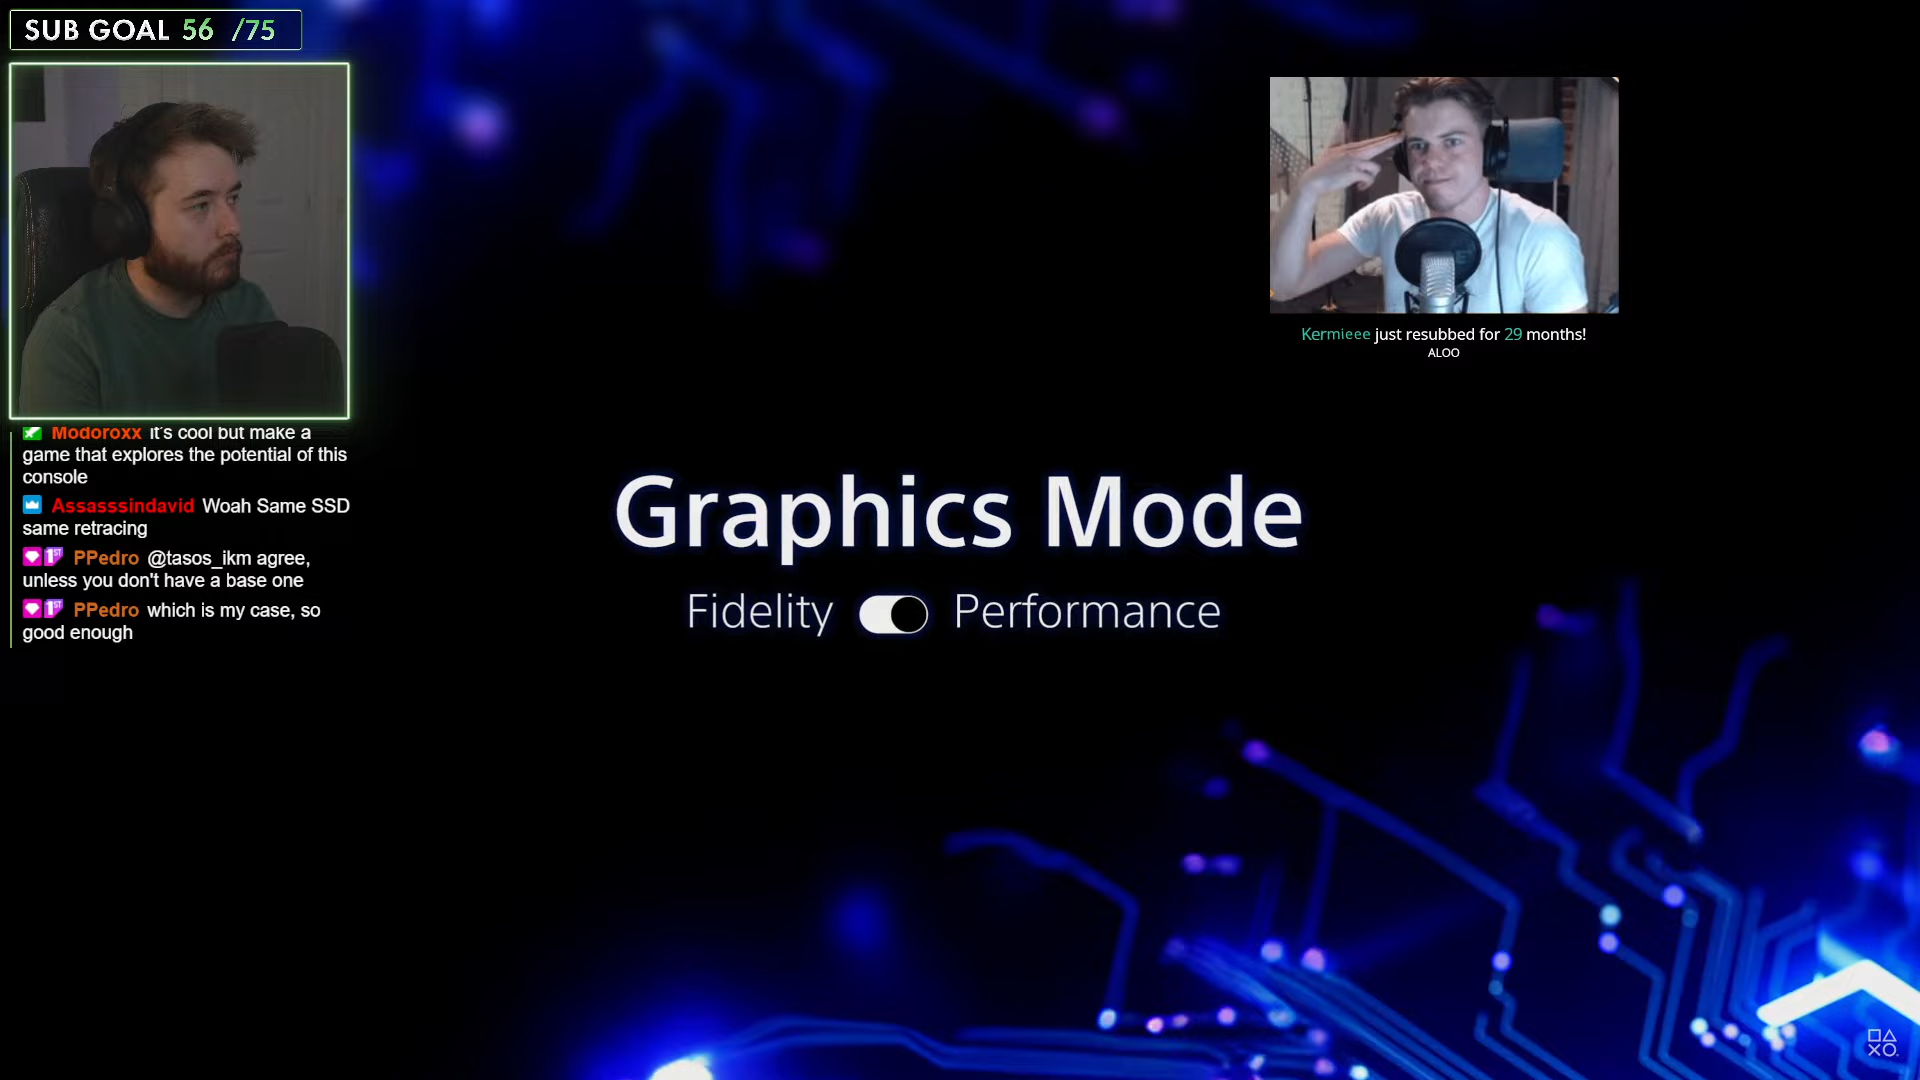 SUB GOAL 56 /75
Kermieee just resubbed for 29 months!
ALOO
Modoroxx it's cool but make a
game that explores the potential of this
console
Assasssindavid Woah Same SSD
same retracing
1ST PPedro @tasos_ikm agree,
unless you don't have a base one
1ST PPedro which is my case, so
good enough
Graphics Mode
Fidelity Performance